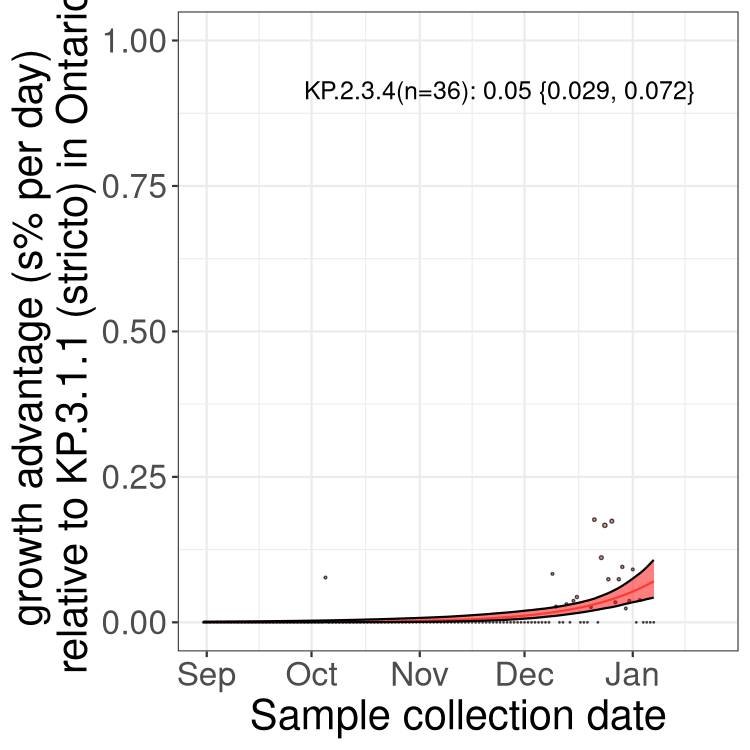 growth advantage (s% per day)
relative to KP.3.1.1 (stricto) in Ontario
1.00
0.75
0.50
0.25
0.00
KP.2.3.4(n=36): 0.05 {0.029, 0.072}
Sep Oct Nov Dec Jan
Sample collection date